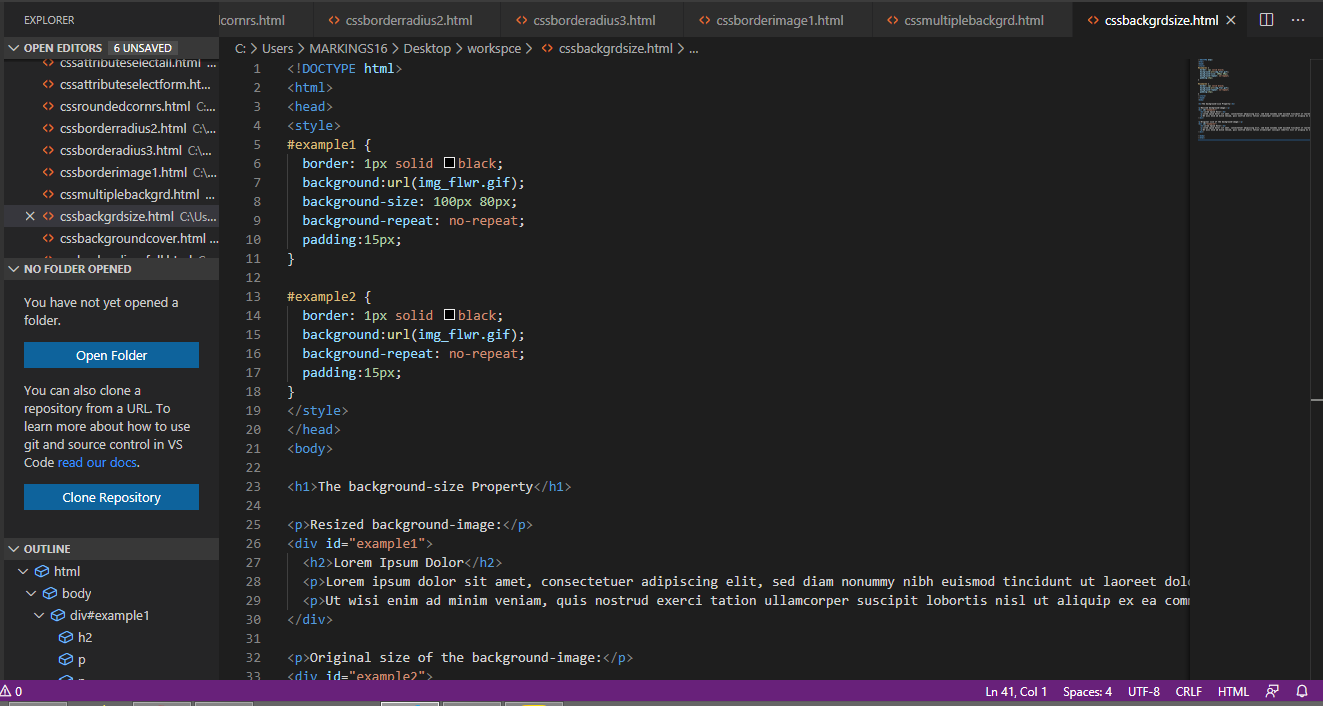 EXPLORER
OPEN EDITORS 6 UNSAVED
cssattributeselectall.html ...
cssattributeselectform.ht...
cssroundedcornrs.html C:...
cssborderradius2.html C:\...
cssborderadius3.html C:\...
cssborderimage1.html C:\...
cssmultiplebackgrd.html ...
cssbackgrdsize.html C:\Us...
cssbackgroundcover.html ...
NO FOLDER OPENED
You have not yet opened a
folder.
Open Folder
You can also clone a
repository from a URL. To
learn more about how to use
git and source control in VS
Code read our docs.
Clone Repository
OUTLINE
html
body
div#example1
h2
p
dcornrs.html cssborderradius2.html cssborderadius3.html cssborderimage1.html cssmultiplebackgrd.html cssbackgrdsize.html ...
C: > Users > MARKINGS16 > Desktop > workspce > cssbackgrdsize.html > ...
1 <!DOCTYPE html>
2 <html>
3 <head>
4 <style>
5 #example1 {
6 border: 1px solid black;
7 background:url(img_flwr.gif);
8 background-size: 100px 80px;
9 background-repeat: no-repeat;
10 padding:15px;
11 }
12
13 #example2 {
14 border: 1px solid black;
15 background:url(img_flwr.gif);
16 background-repeat: no-repeat;
17 padding:15px;
18 }
19 </style>
20 </head>
21 <body>
22
23 <h1>The background-size Property</h1>
24
25 <p>Resized background-image:</p>
26 <div id="example1">
27 <h2>Lorem Ipsum Dolor</h2>
28 <p>Lorem ipsum dolor sit amet, consectetuer adipiscing elit, sed diam nonummy nibh euismod tincidunt ut laoreet dol
29 <p>Ut wisi enim ad minim veniam, quis nostrud exerci tation ullamcorper suscipit lobortis nisl ut aliquip ex ea com
30 </div>
31
32 <p>Original size of the background-image:</p>
33 <div id="example2">
0 Ln 41, Col 1 Spaces: 4 UTF-8 CRLF HTML